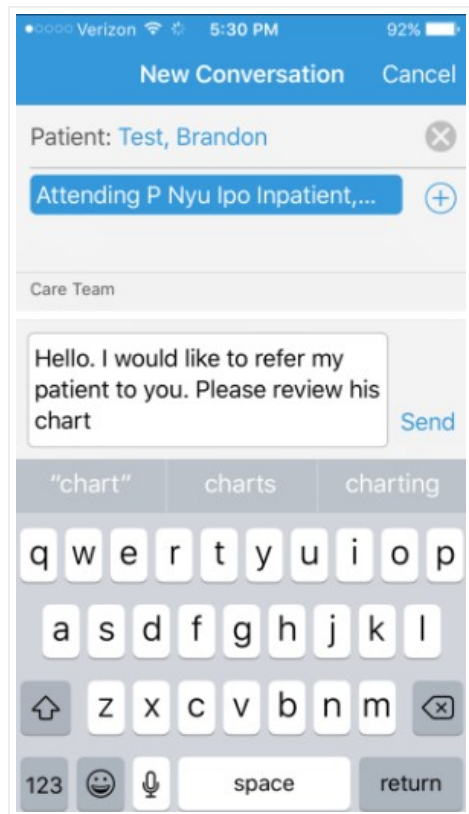 Verizon 5:30 PM 92%
New Conversation Cancel
Patient: Test, Brandon
Attending P Nyu Ipo Inpatient,...
Care Team
Hello. I would like to refer my
patient to you. Please review his
chart
Send
"chart" charts charting
q w e r t y u i o p
a s d f g h j k l
z x c v b n m
123 space return